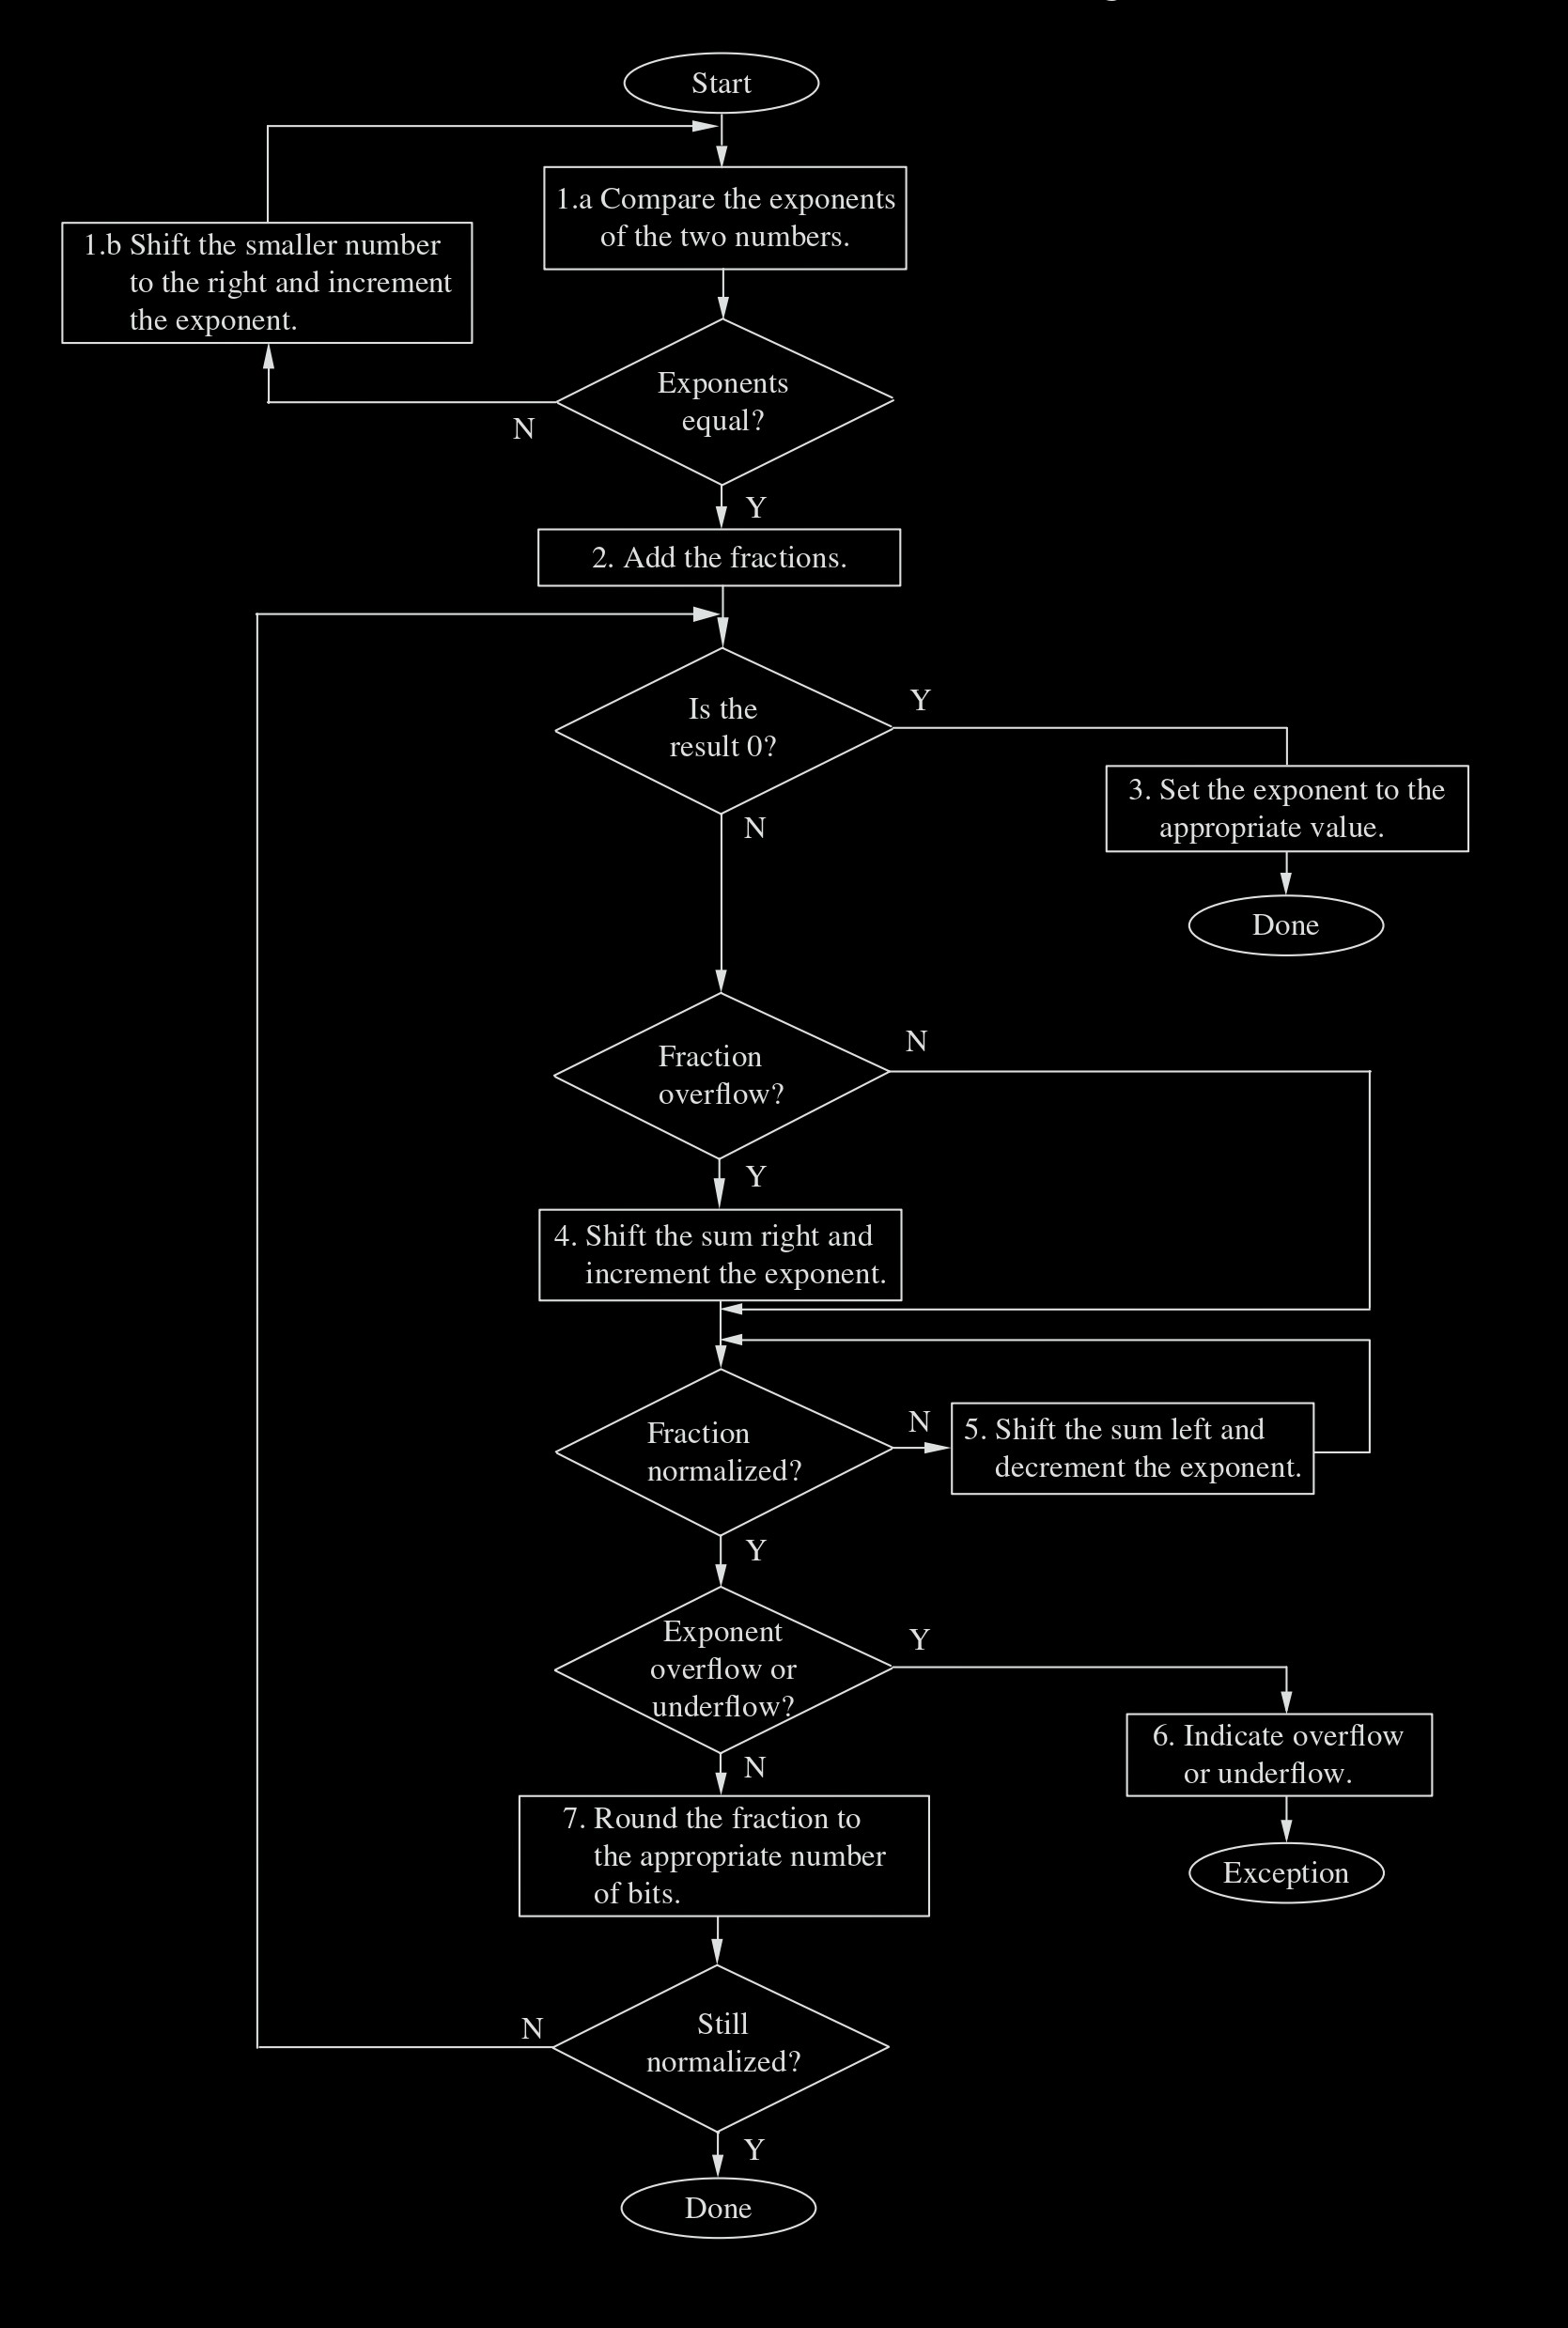 Start
1.a Compare the exponents
of the two numbers.
1.b Shift the smaller number
to the right and increment
the exponent.
Exponents
equal?
N
Y
2. Add the fractions.
Is the
result 0?
Y
N
3. Set the exponent to the
appropriate value.
Done
Fraction
overflow?
N
Y
4. Shift the sum right and
increment the exponent.
Fraction
normalized?
N
5. Shift the sum left and
decrement the exponent.
Y
Exponent
overflow or
underflow?
Y
N
6. Indicate overflow
or underflow.
Exception
7. Round the fraction to
the appropriate number
of bits.
Still
normalized?
N
Y
Done